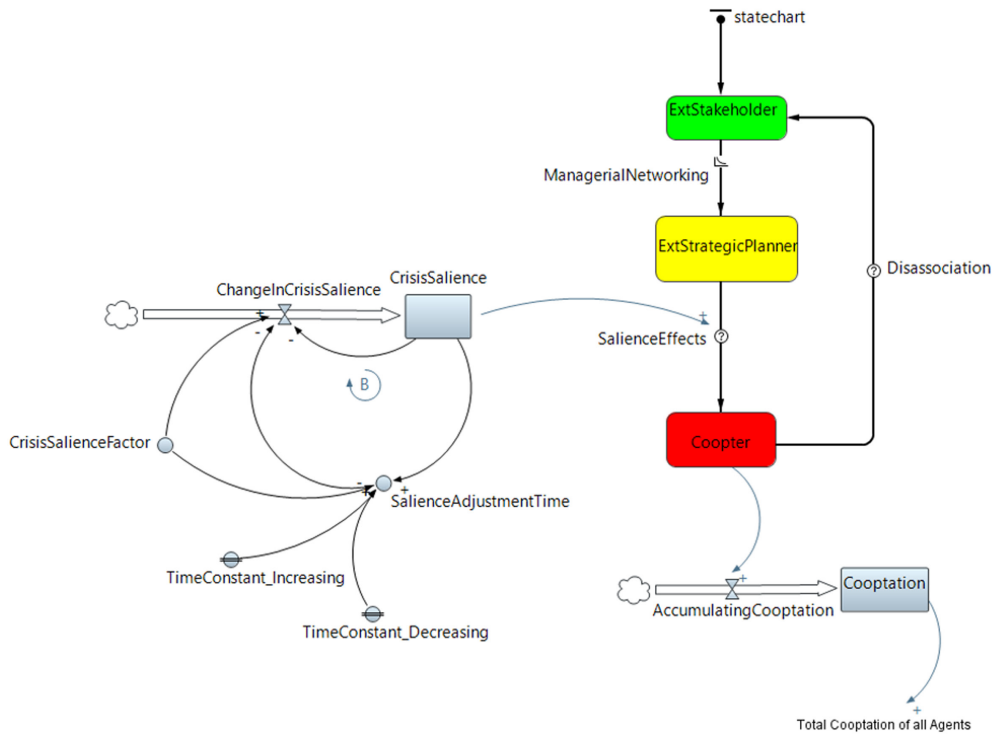 statechart
ExtStakeholder
ManagerialNetworking
ExtStrategicPlanner
Disassociation
CrisisSalience
ChangeInCrisisSalience
+
+
-
-
SalienceEffects
?
?
B
CrisisSalienceFactor
Coopter
-
+
+
SalienceAdjustmentTime
TimeConstant_Increasing
+
Cooptation
AccumulatingCooptation
TimeConstant_Decreasing
+
Total Cooptation of all Agents